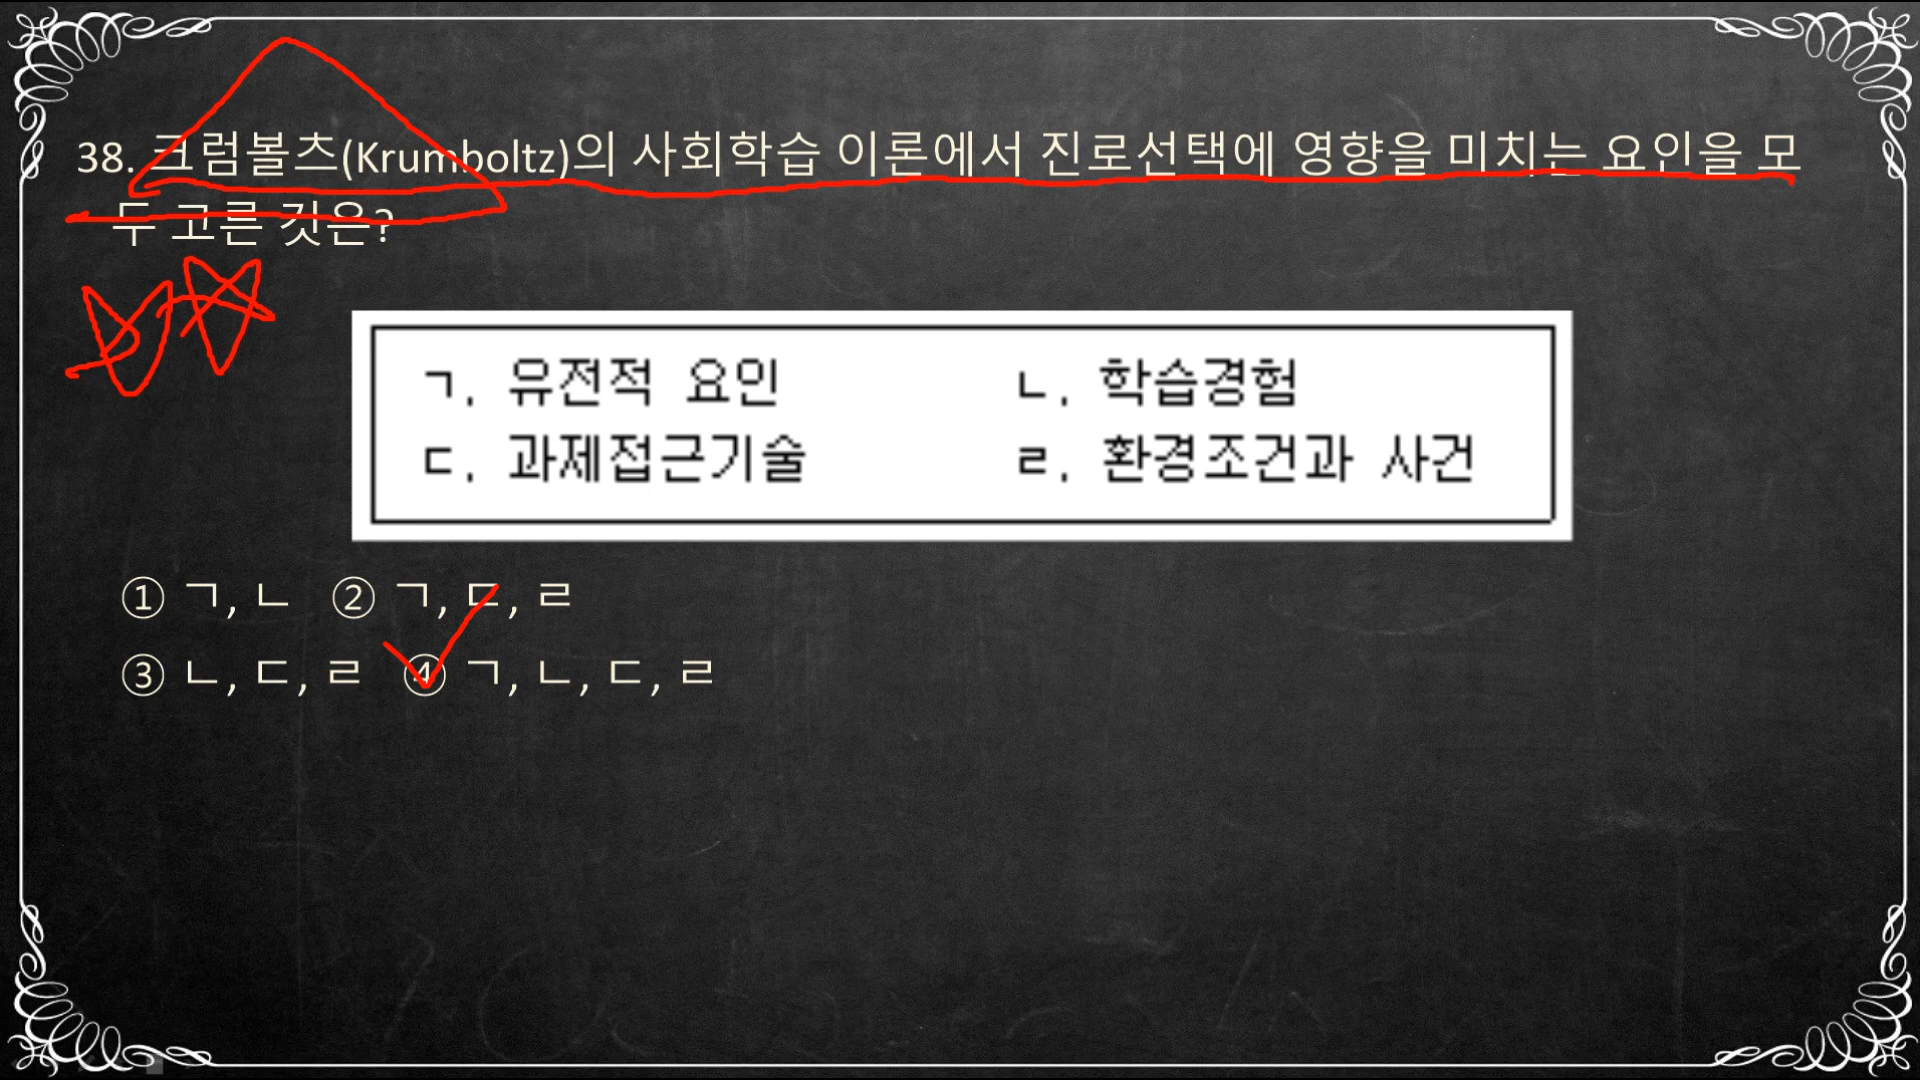 38. 크럼볼츠(Krumboltz)의 사회학습 이론에서 진로선택에 영향을 미치는 요인을 모
두 고른 것은?
ㄱ. 유전적 요인 ㄴ. 학습경험
ㄷ. 과제접근기술 ㄹ. 환경조건과 사건
① ㄱ, ㄴ ② ㄱ, ㄷ, ㄹ
③ ㄴ, ㄷ, ㄹ ④ ㄱ, ㄴ, ㄷ, ㄹ